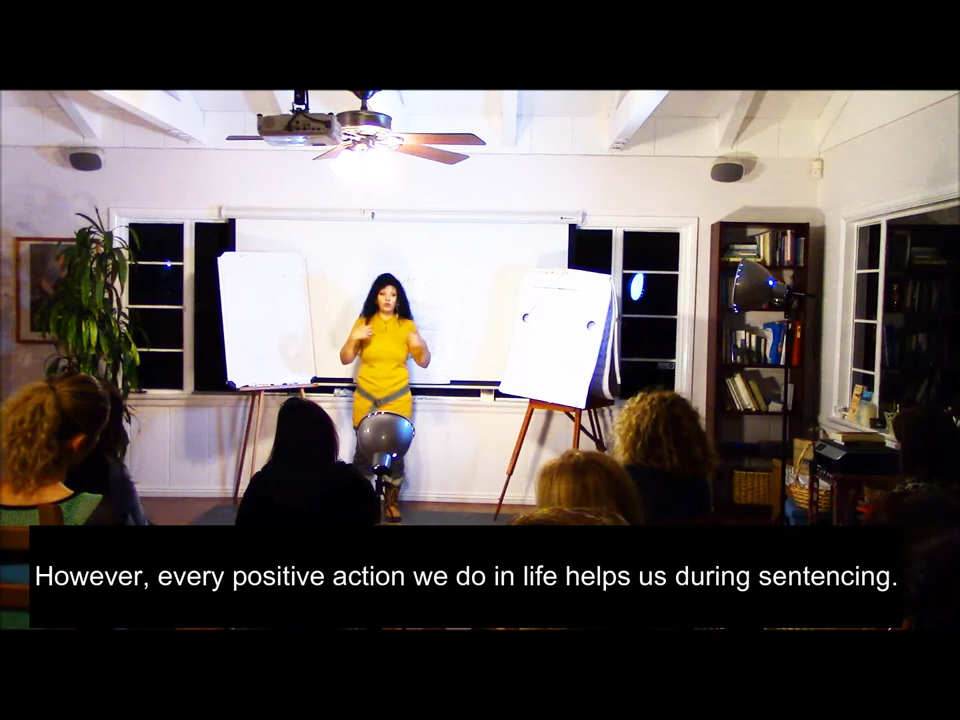 However, every positive action we do in life helps us during sentencing.